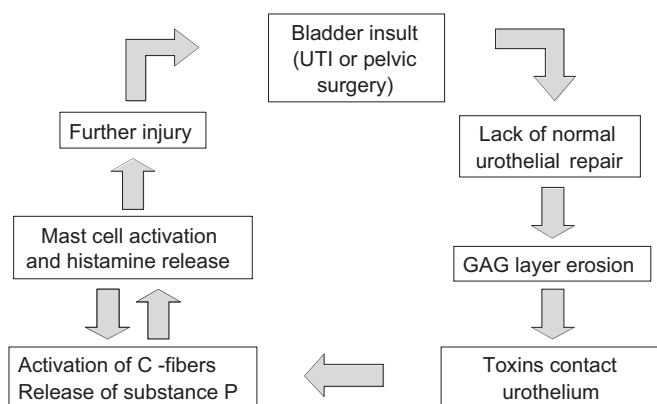 Bladder insult
(UTI or pelvic
surgery)
Further injury
Lack of normal
urothelial repair
Mast cell activation
and histamine release
GAG layer erosion
Activation of C -fibers
Release of substance P
Toxins contact
urothelium